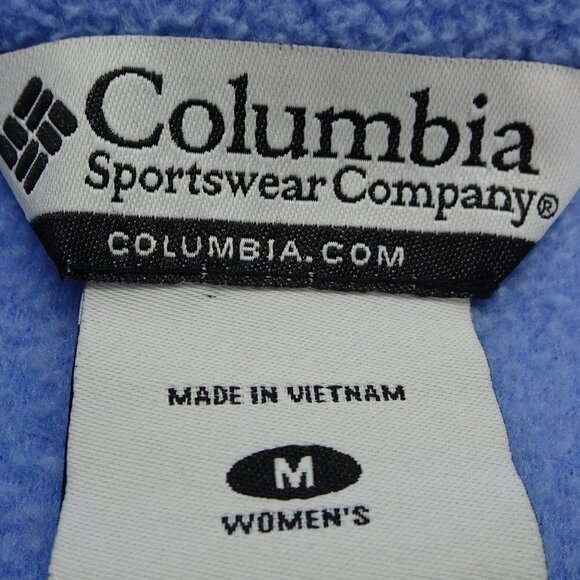 Columbia
Sportswear Company®
COLUMBIA.COM
MADE IN VIETNAM
M
WOMEN'S